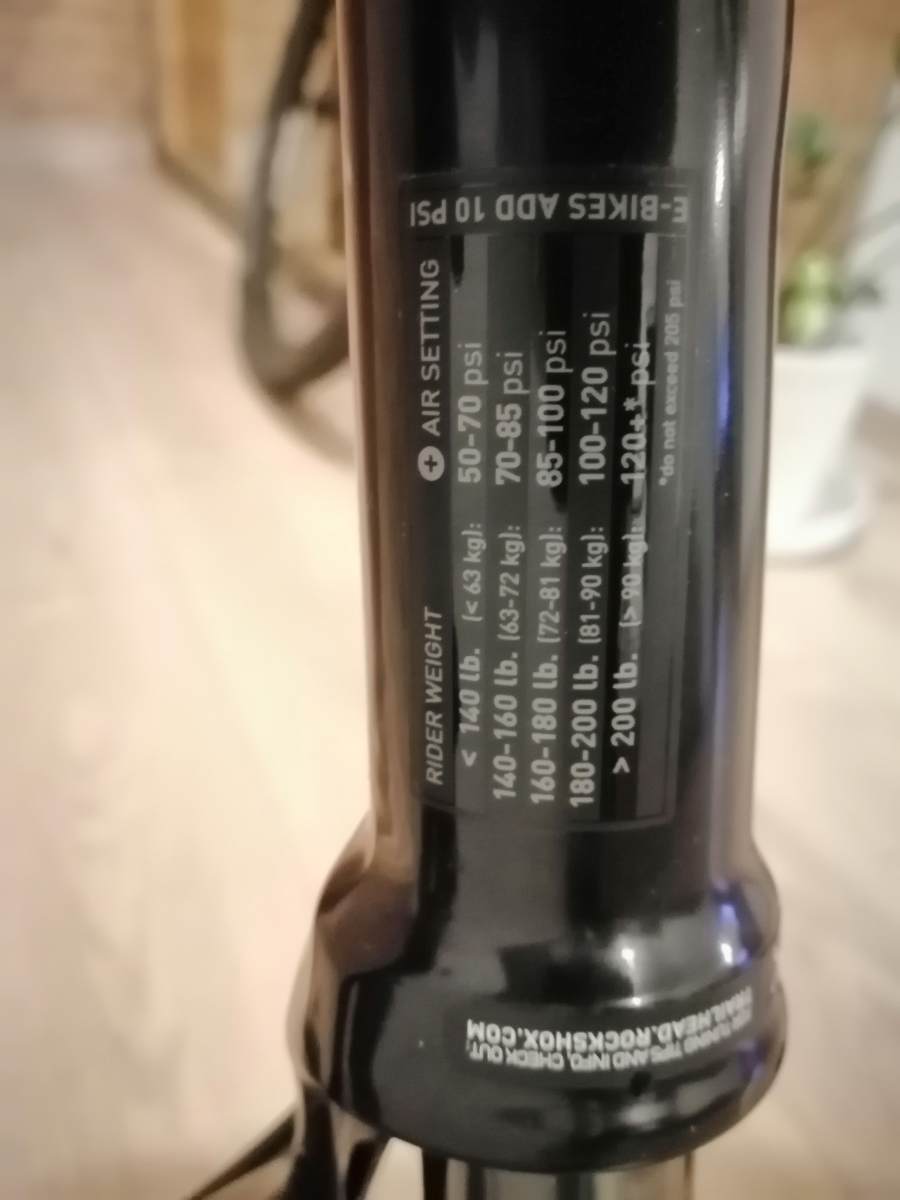 E-BIKES ADD 10 PSI
RIDER WEIGHT + AIR SETTING
< 140 lb. (< 63 kg): 50-70 psi
140-160 lb. (63-72 kg): 70-85 psi
160-180 lb. (72-81 kg): 85-100 psi
180-200 lb. (81-90 kg): 100-120 psi
> 200 lb. (> 90 kg): 120+* psi
*do not exceed 205 psi
FOR TUNING TIPS AND INFO, CHECK OUT:
TRAILHEAD.ROCKSHOX.COM